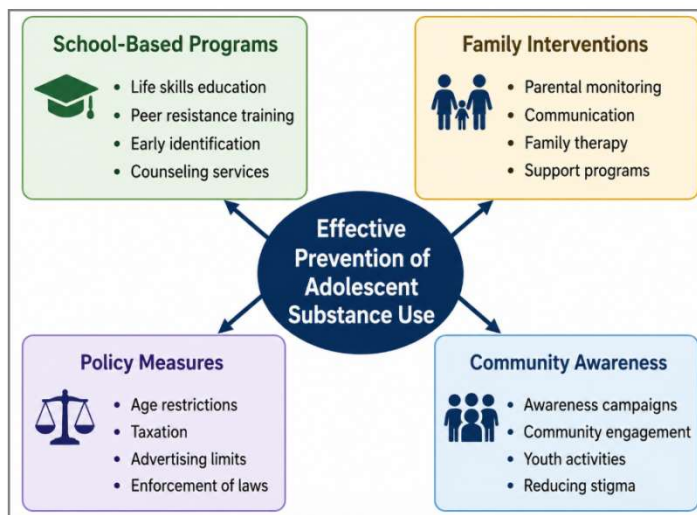 School-Based Programs
• Life skills education
• Peer resistance training
• Early identification
• Counseling services
Family Interventions
• Parental monitoring
• Communication
• Family therapy
• Support programs
Effective
Prevention of
Adolescent
Substance Use
Policy Measures
• Age restrictions
• Taxation
• Advertising limits
• Enforcement of laws
Community Awareness
• Awareness campaigns
• Community engagement
• Youth activities
• Reducing stigma